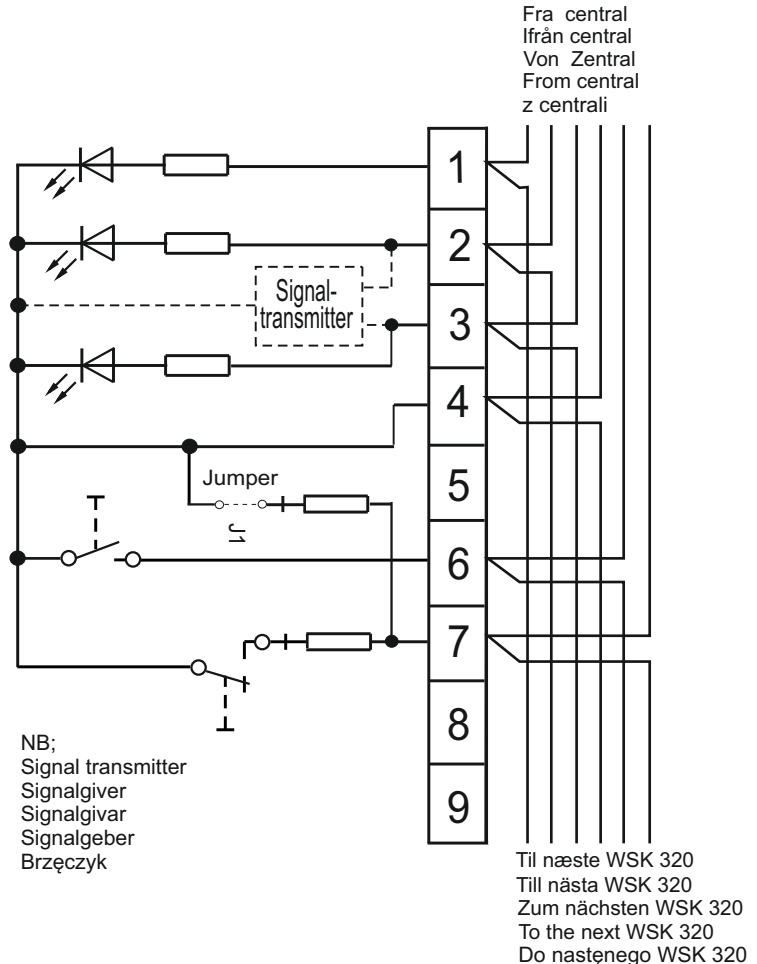 Fra central
Ifrån central
Von Zentral
From central
z centrali
1
2
Signal-
transmitter
3
4
Jumper
J1
5
6
7
8
9
NB;
Signal transmitter
Signalgiver
Signalgivar
Signalgeber
Brzęczyk
Til næste WSK 320
Till nästa WSK 320
Zum nächsten WSK 320
To the next WSK 320
Do nastęnego WSK 320